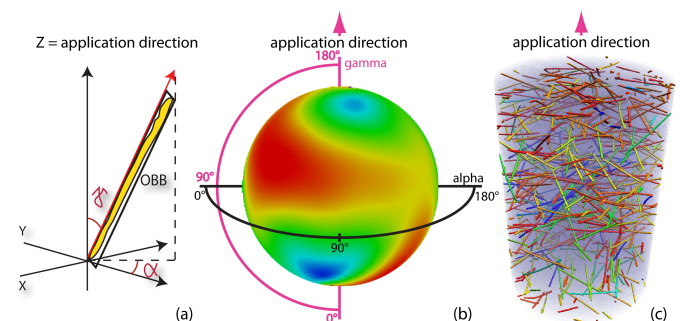 Z = application direction
OBB
γ
Y
X
α
(a)
application direction
180°
gamma
90°
0°
alpha
180°
90°
0°
(b)
application direction
(c)